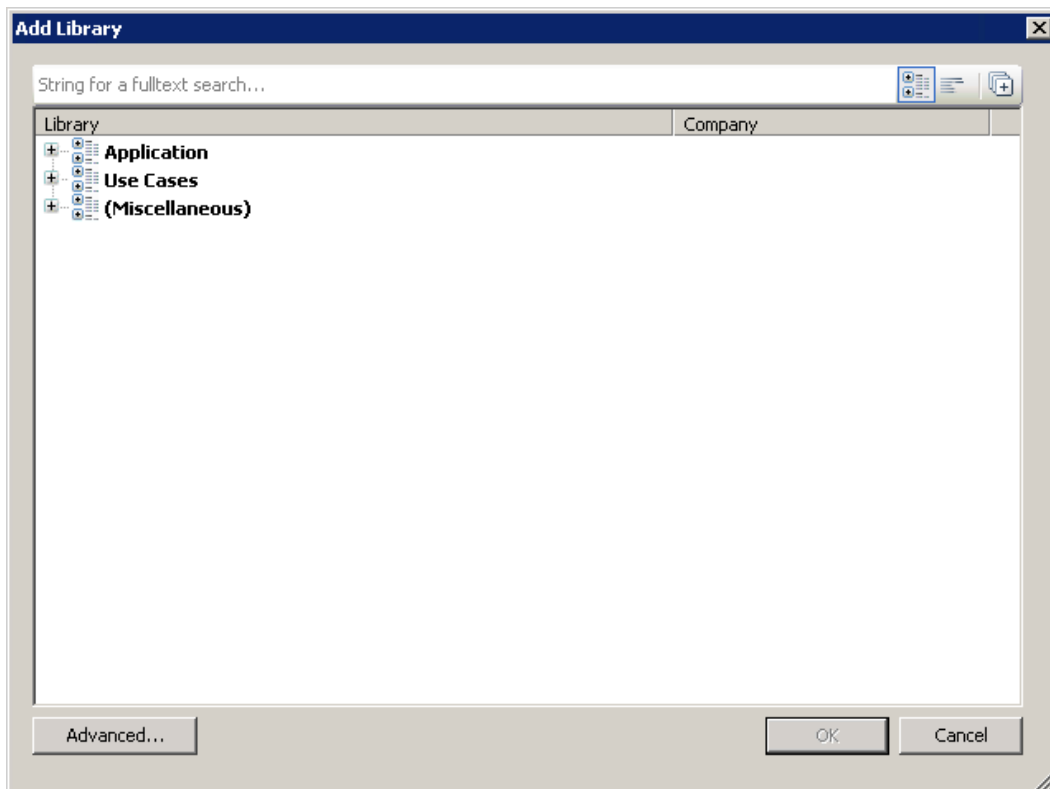 Add Library
String for a fulltext search...
Library Company
Application
Use Cases
(Miscellaneous)
Advanced... OK Cancel